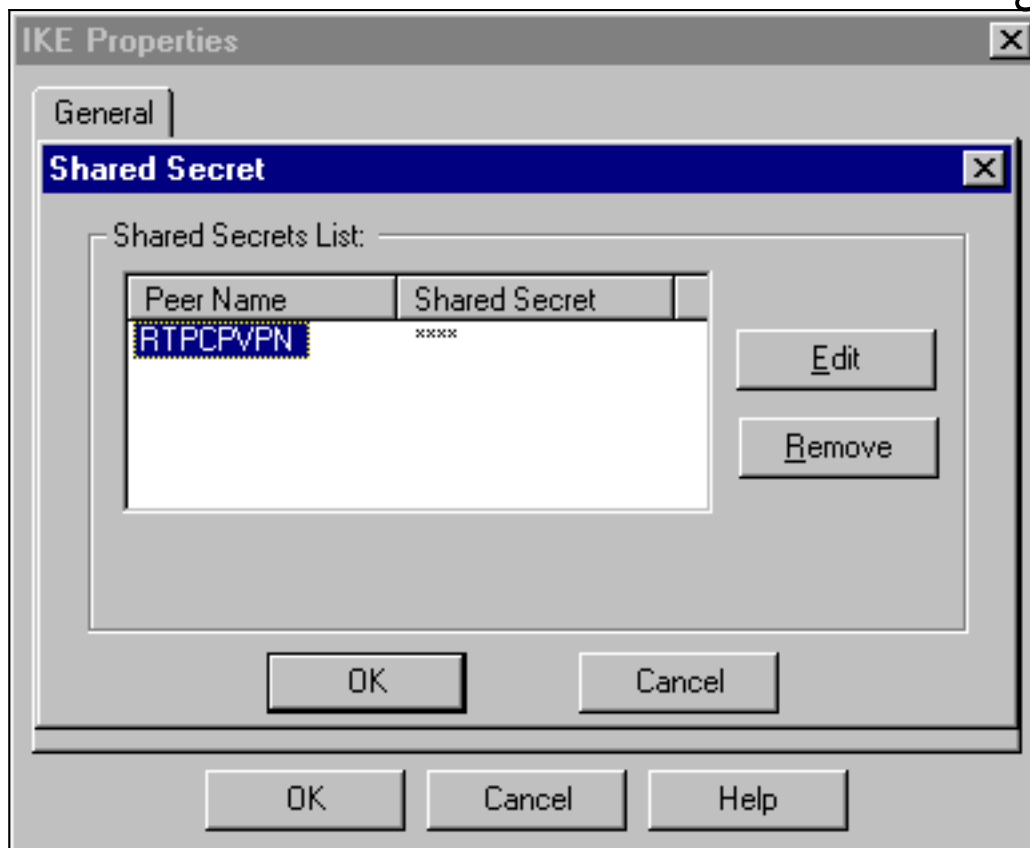 IKE Properties
General
Shared Secret
Shared Secrets List:
Peer Name Shared Secret
RTPCPVPN ****
Edit
Remove
OK Cancel
OK Cancel Help